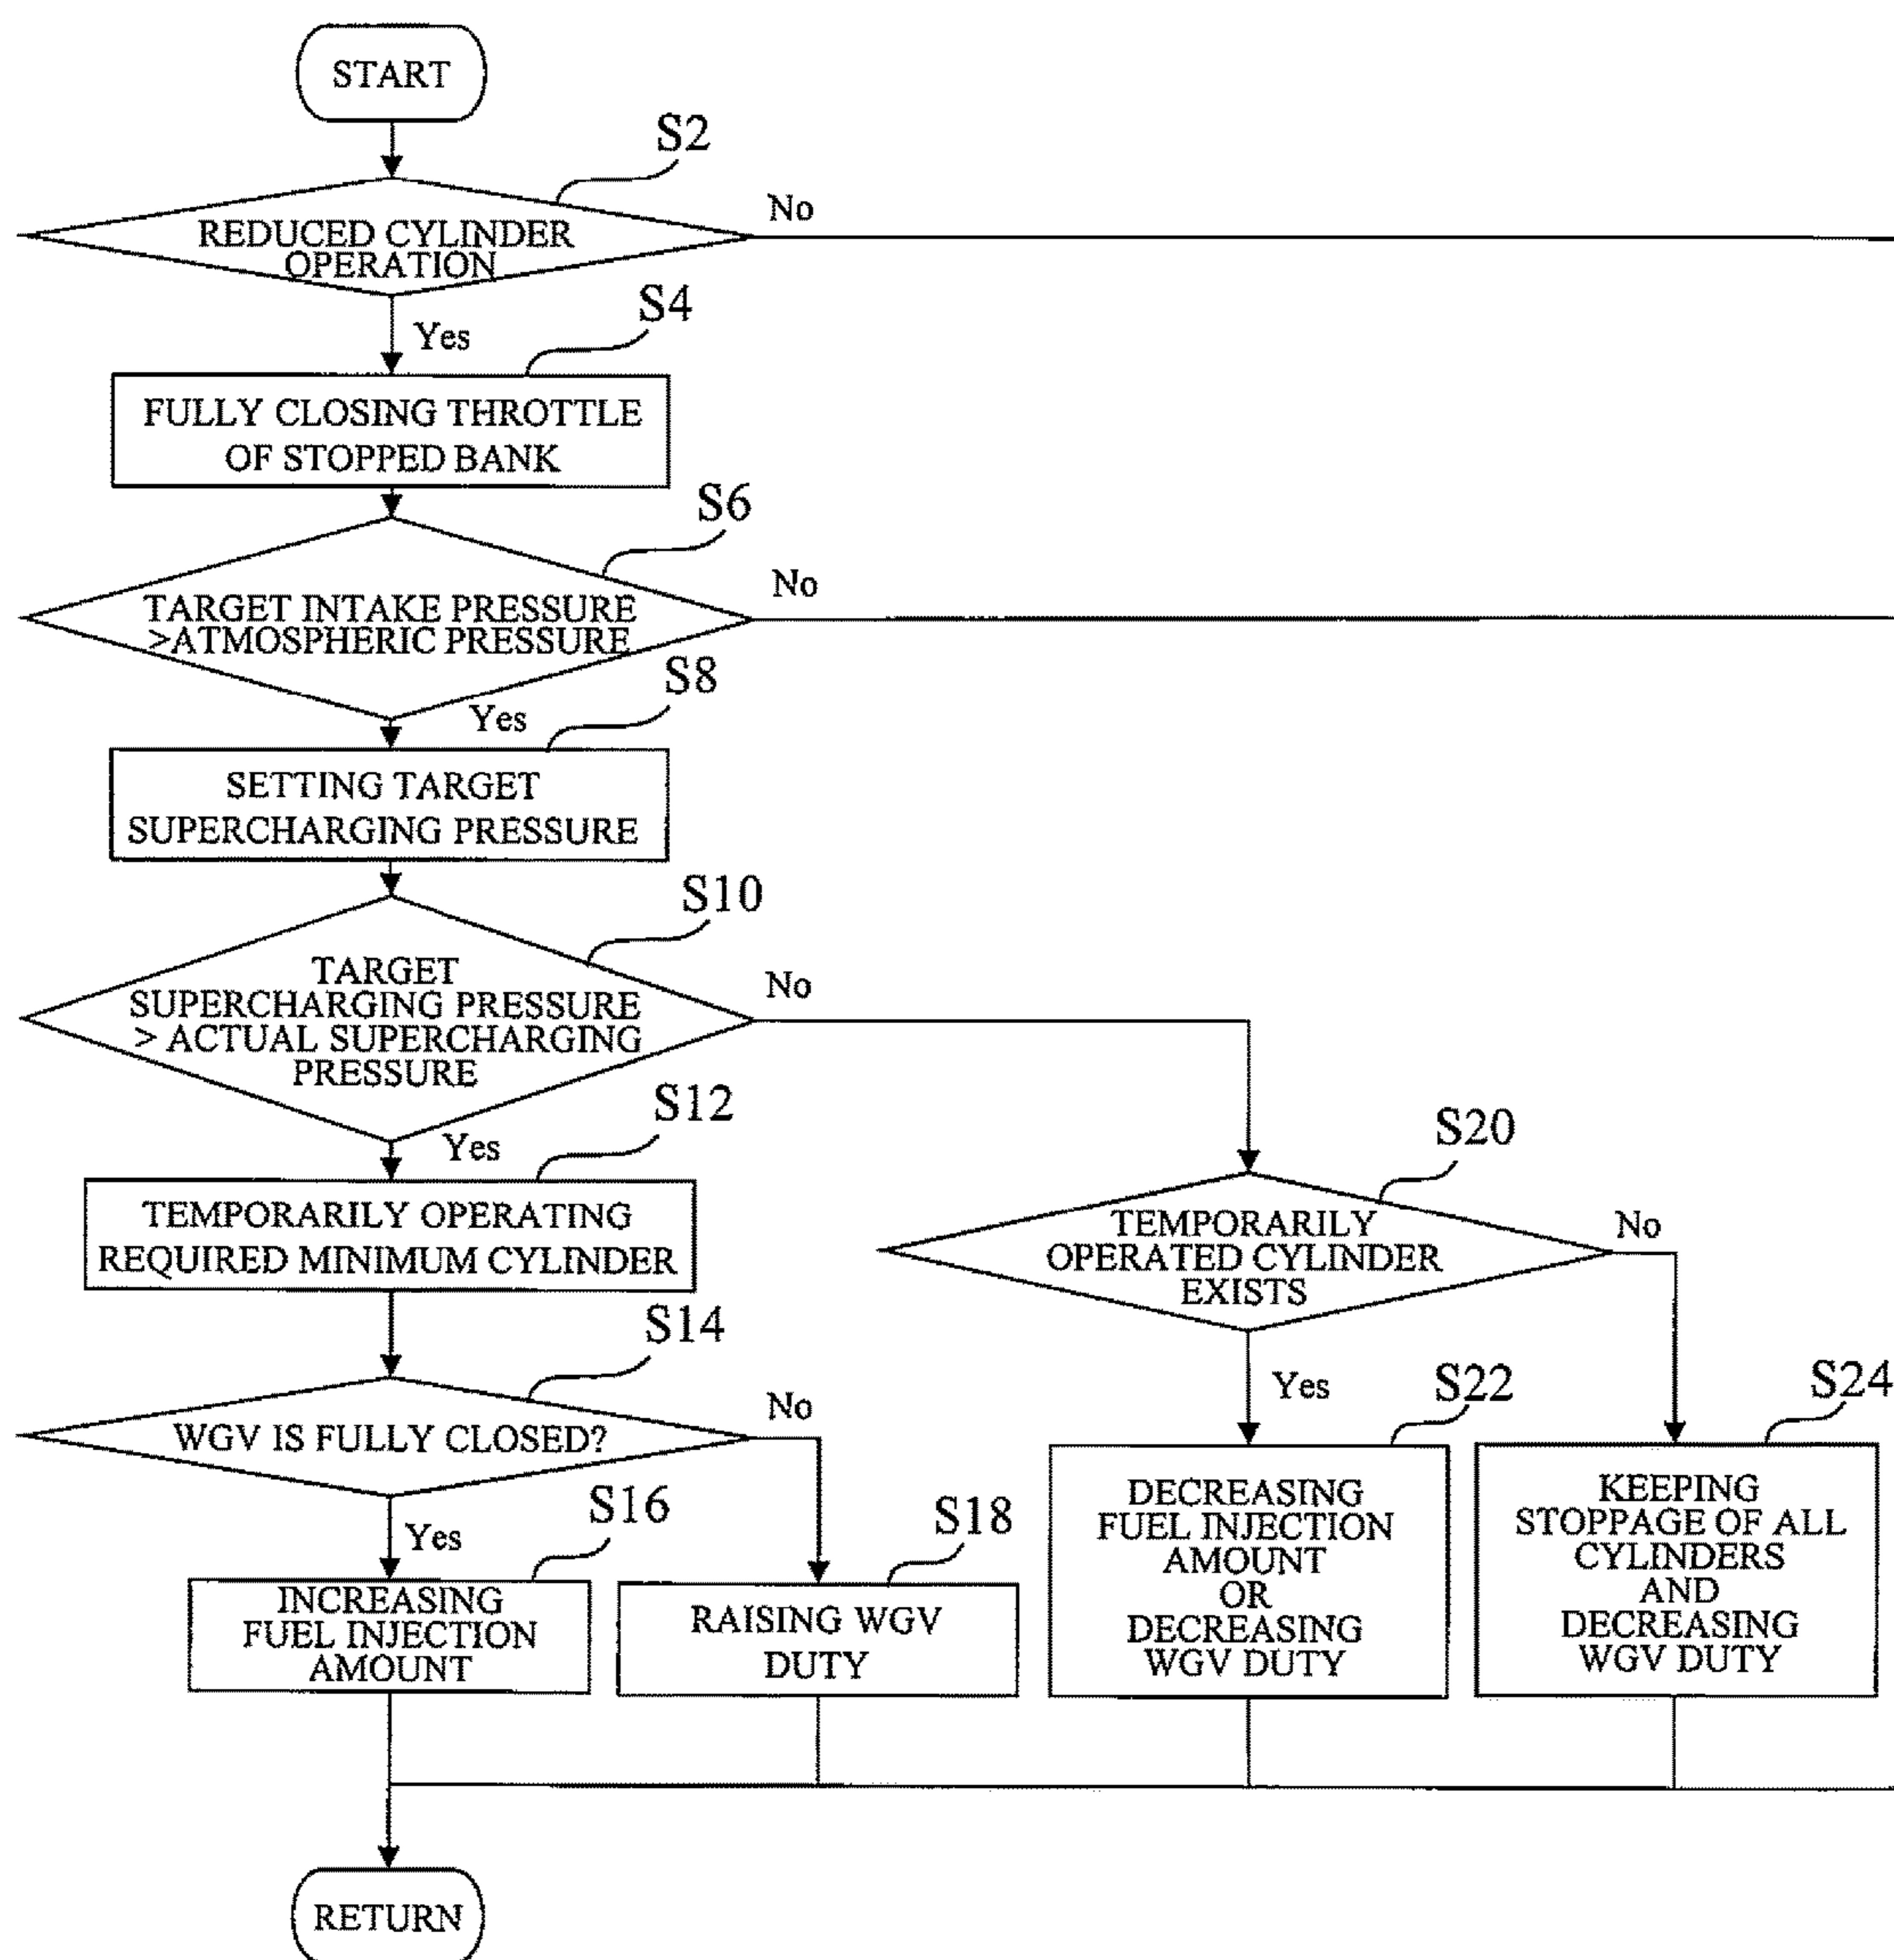 START
S2
No
REDUCED CYLINDER
OPERATION
S4
Yes
FULLY CLOSING THROTTLE
OF STOPPED BANK
S6
No
TARGET INTAKE PRESSURE
>ATMOSPHERIC PRESSURE
S8
Yes
SETTING TARGET
SUPERCHARGING PRESSURE
S10
No
TARGET
SUPERCHARGING PRESSURE
> ACTUAL SUPERCHARGING
PRESSURE
S12
Yes
TEMPORARILY OPERATING
REQUIRED MINIMUM CYLINDER
S20
No
TEMPORARILY
OPERATED CYLINDER
EXISTS
S14
No
WGV IS FULLY CLOSED?
S16
Yes
INCREASING
FUEL INJECTION
AMOUNT
S18
RAISING WGV
DUTY
Yes
S22
DECREASING
FUEL INJECTION
AMOUNT
OR
DECREASING
WGV DUTY
S24
KEEPING
STOPPAGE OF ALL
CYLINDERS
AND
DECREASING
WGV DUTY
RETURN